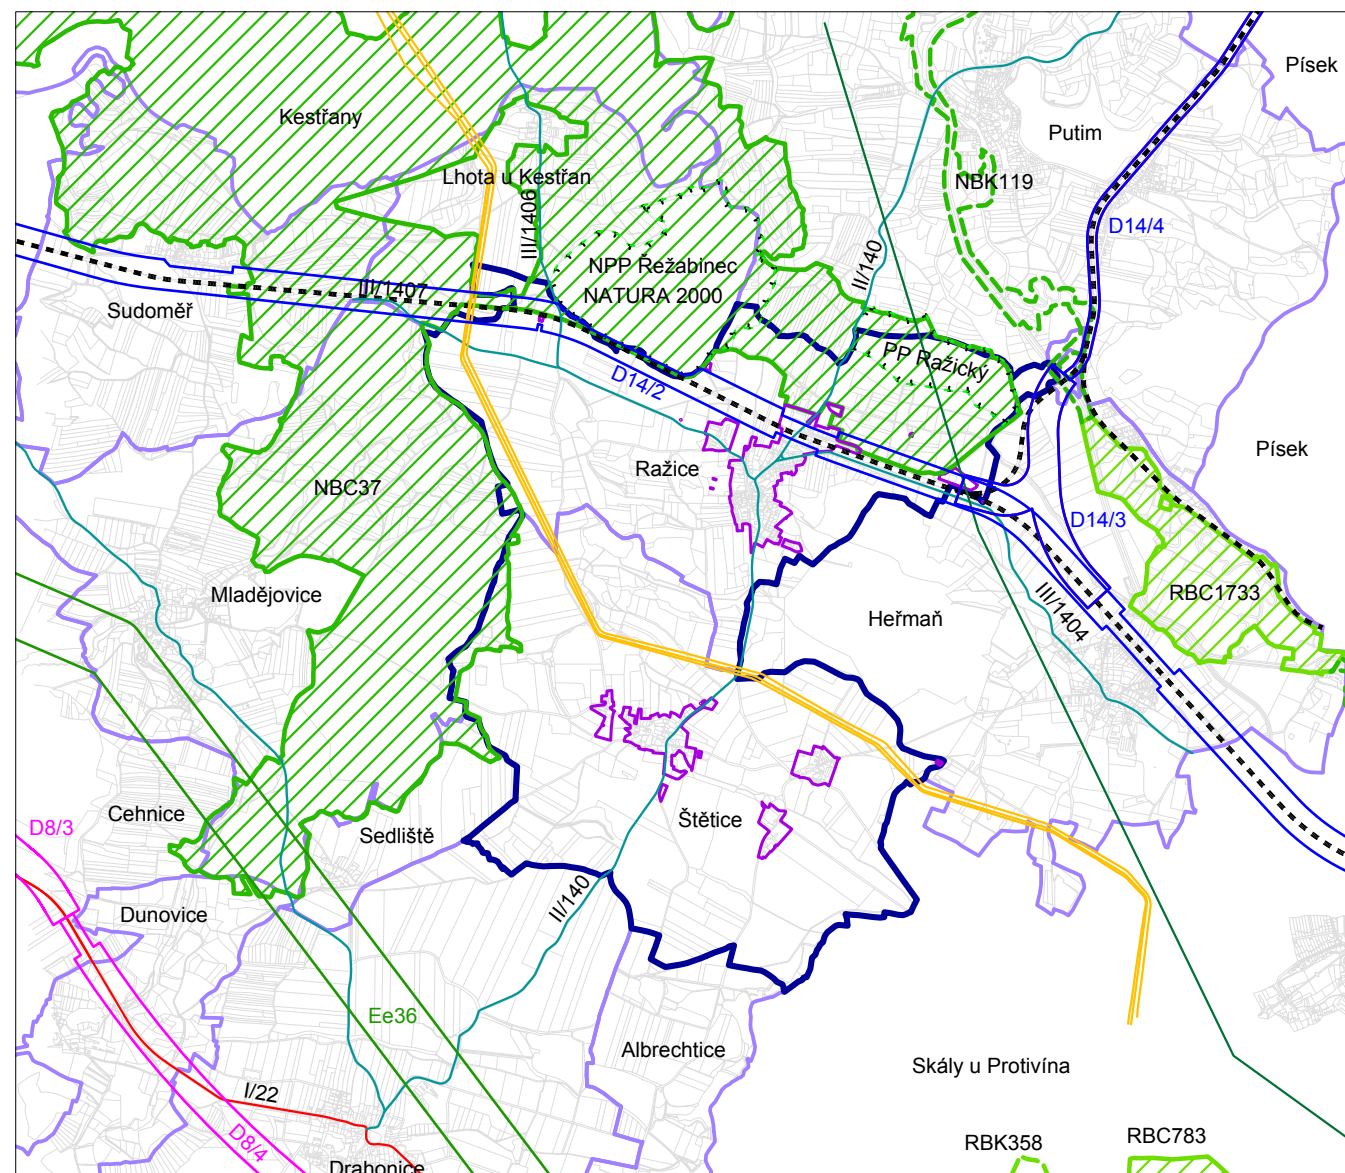 Písek
Kestřany
Putim
Lhota u Kestřan
NBK119
III/1406
D14/4
II/140
NPP Řežabinec
NATURA 2000
III/1407
Sudoměř
PP Ražický
D14/2
Ražice
Písek
NBC37
D14/3
Mladějovice
RBC1733
III/1404
Heřmaň
Cehnice
D8/3
Sedliště
Štětice
Dunovice
II/140
Ee36
Albrechtice
Skály u Protivína
I/22
D8/4
RBK358
RBC783
Drahonice